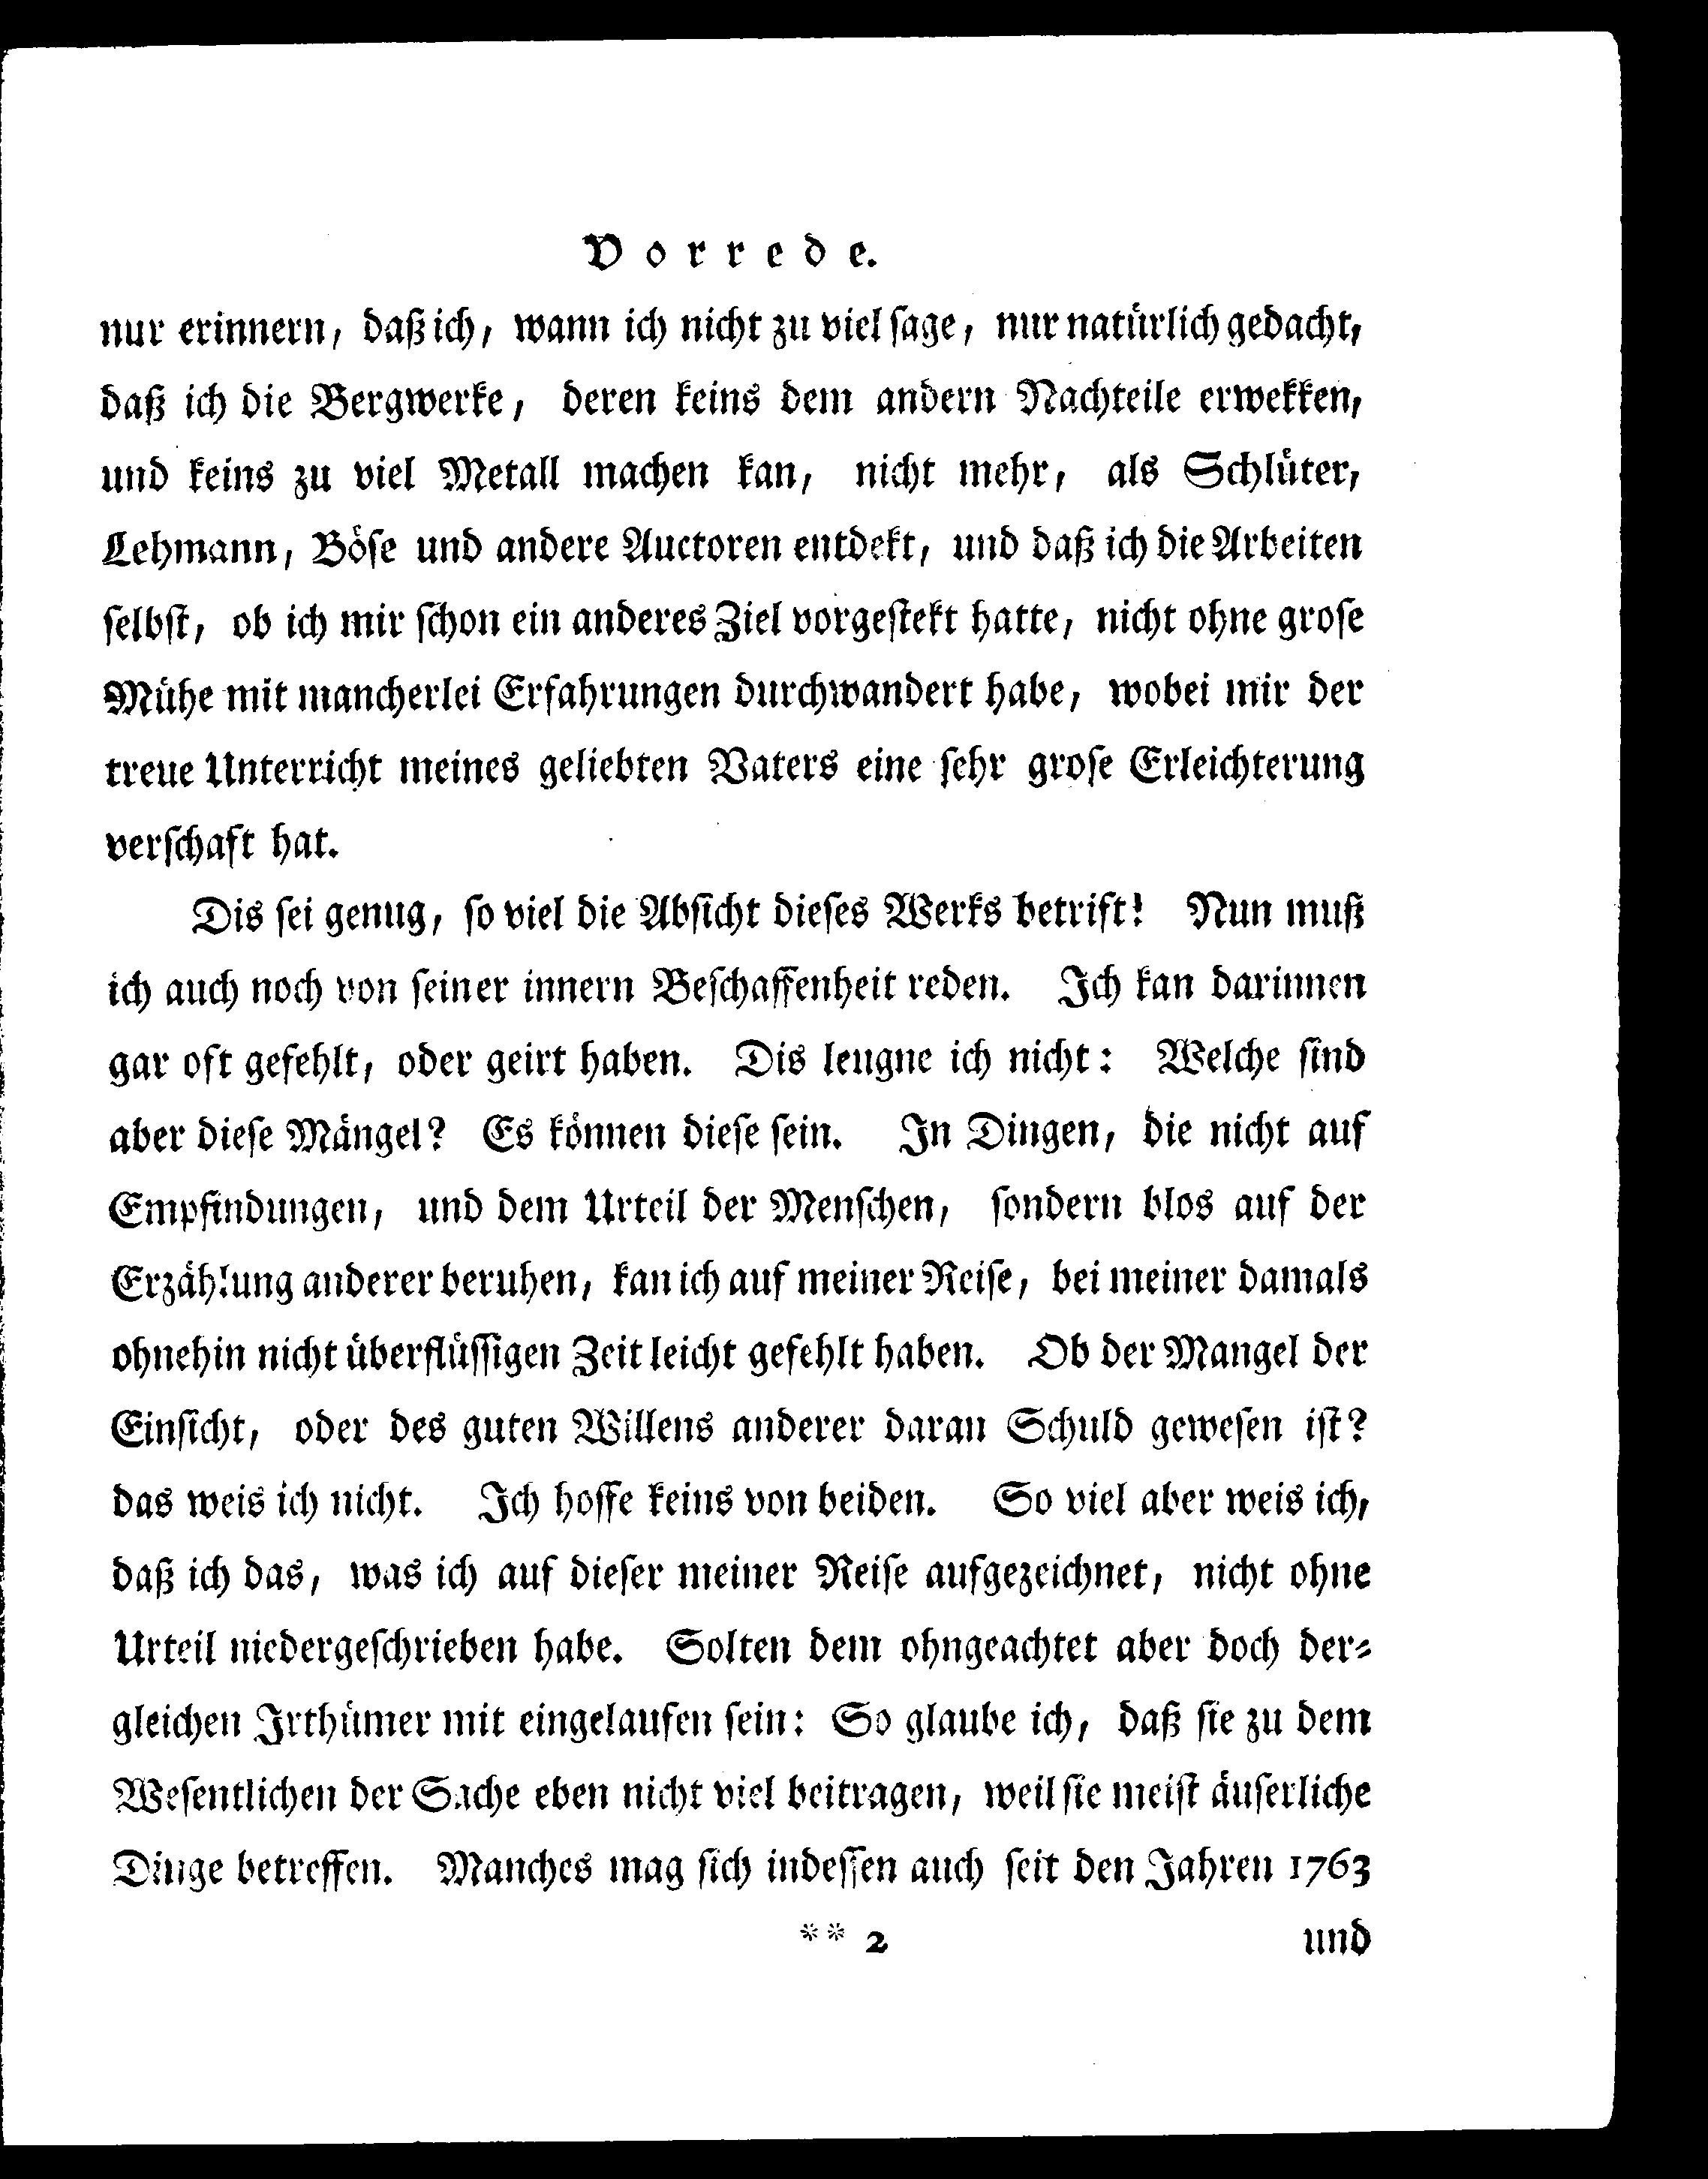 Vorrede.
nur erinnern, daß ich, wann ich nicht zu viel sage, nur natürlich gedacht,
daß ich die Bergwerke, deren keins dem andern Nachteile erwekken,
und keins zu viel Metall machen kan, nicht mehr, als Schlüter,
Lehmann, Böse und andere Auctoren entdekt, und daß ich die Arbeiten
selbst, ob ich mir schon ein anderes Ziel vorgestekt hatte, nicht ohne grose
Mühe mit mancherlei Erfahrungen durchwandert habe, wobei mir der
treue Unterricht meines geliebten Vaters eine sehr grose Erleichterung
verschaft hat.
Dis sei genug, so viel die Absicht dieses Werks betrift! Nun muß
ich auch noch von seiner innern Beschaffenheit reden. Ich kan darinnen
gar oft gefehlt, oder geirt haben. Dis leugne ich nicht: Welche sind
aber diese Mängel? Es können diese sein. In Dingen, die nicht auf
Empfindungen, und dem Urteil der Menschen, sondern blos auf der
Erzählung anderer beruhen, kan ich auf meiner Reise, bei meiner damals
ohnehin nicht überflüssigen Zeit leicht gefehlt haben. Ob der Mangel der
Einsicht, oder des guten Willens anderer daran Schuld gewesen ist?
das weis ich nicht. Ich hoffe keins von beiden. So viel aber weis ich,
daß ich das, was ich auf dieser meiner Reise aufgezeichnet, nicht ohne
Urteil niedergeschrieben habe. Solten dem ohngeachtet aber doch der-
gleichen Irthümer mit eingelaufen sein: So glaube ich, daß sie zu dem
Wesentlichen der Sache eben nicht viel beitragen, weil sie meist äuserliche
Dinge betreffen. Manches mag sich indessen auch seit den Jahren 1763
** 2 und